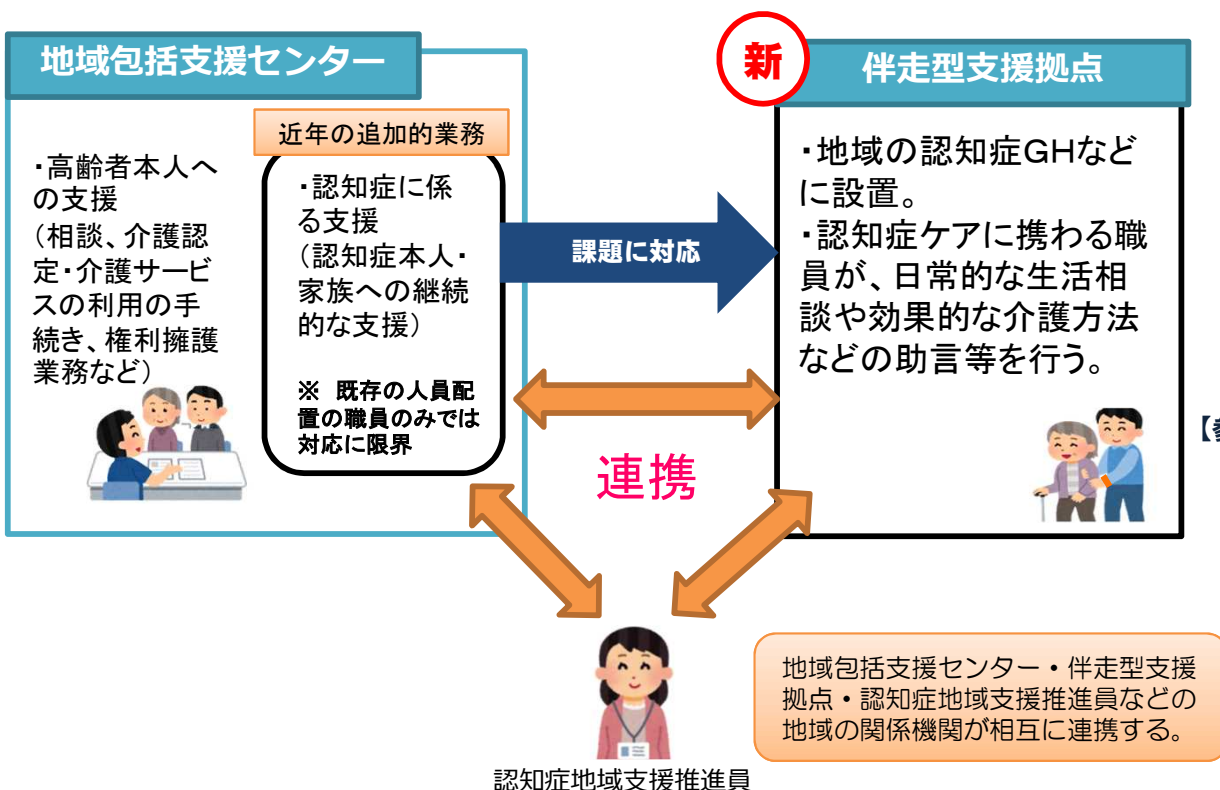 地域包括支援センター
・高齢者本人へ
の支援
（相談、介護認
定・介護サービ
スの利用の手
続き、権利擁護
業務など）
近年の追加的業務
・認知症に係
る支援
（認知症本人・
家族への継続
的な支援）
※　既存の人員配
置の職員のみでは
対応に限界
課題に対応
新
伴走型支援拠点
・地域の認知症GHなど
に設置。
・認知症ケアに携わる職
員が、日常的な生活相
談や効果的な介護方法
などの助言等を行う。
連携
認知症地域支援推進員
地域包括支援センター・伴走型支援
拠点・認知症地域支援推進員などの
地域の関係機関が相互に連携する。